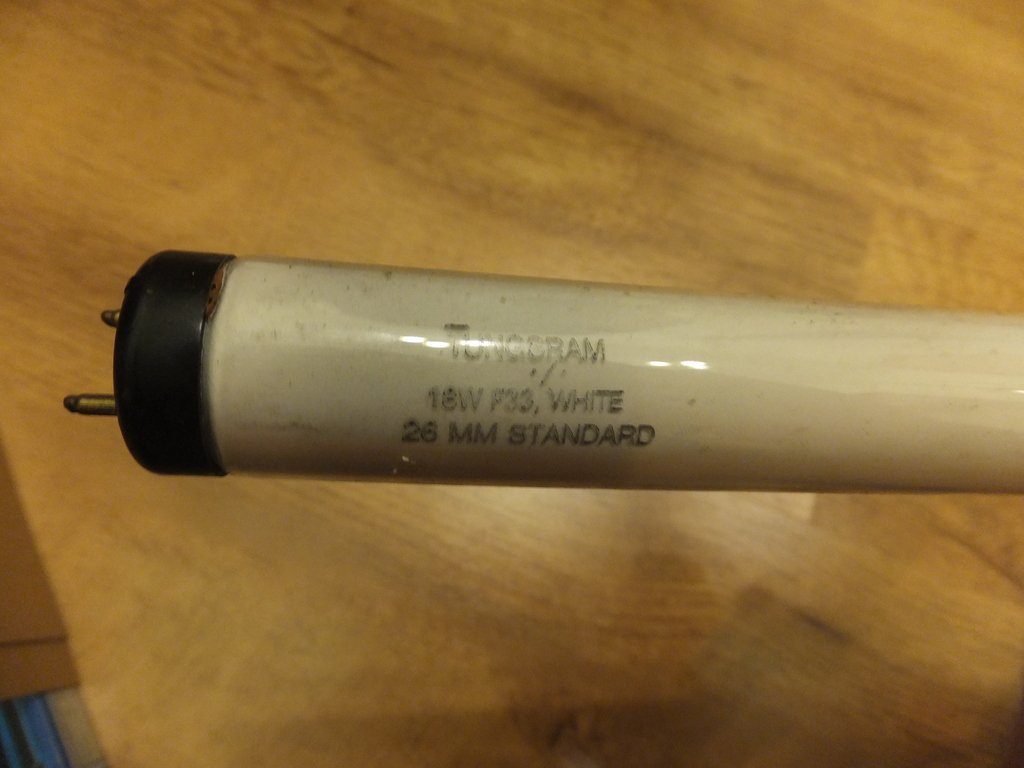 TUNGSRAM
18W F33, WHITE
26 MM STANDARD